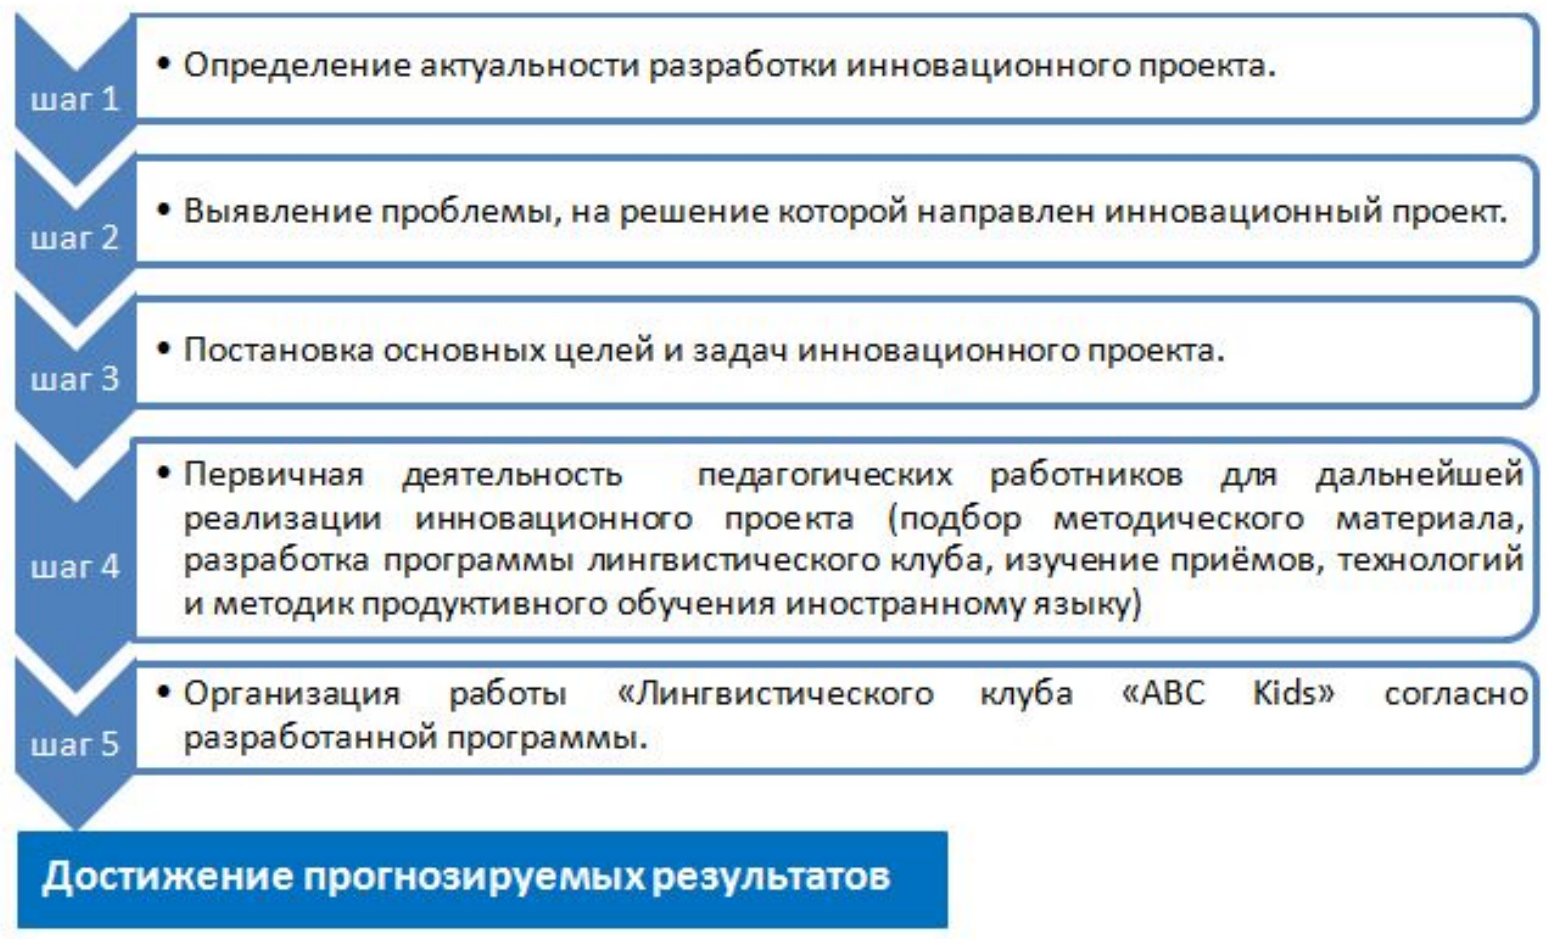 шаг 1
• Определение актуальности разработки инновационного проекта.
шаг 2
• Выявление проблемы, на решение которой направлен инновационный проект.
шаг 3
• Постановка основных целей и задач инновационного проекта.
шаг 4
• Первичная деятельность педагогических работников для дальнейшей
реализации инновационного проекта (подбор методического материала,
разработка программы лингвистического клуба, изучение приёмов, технологий
и методик продуктивного обучения иностранному языку)
шаг 5
• Организация работы «Лингвистического клуба «ABC Kids» согласно
разработанной программы.
Достижение прогнозируемых результатов